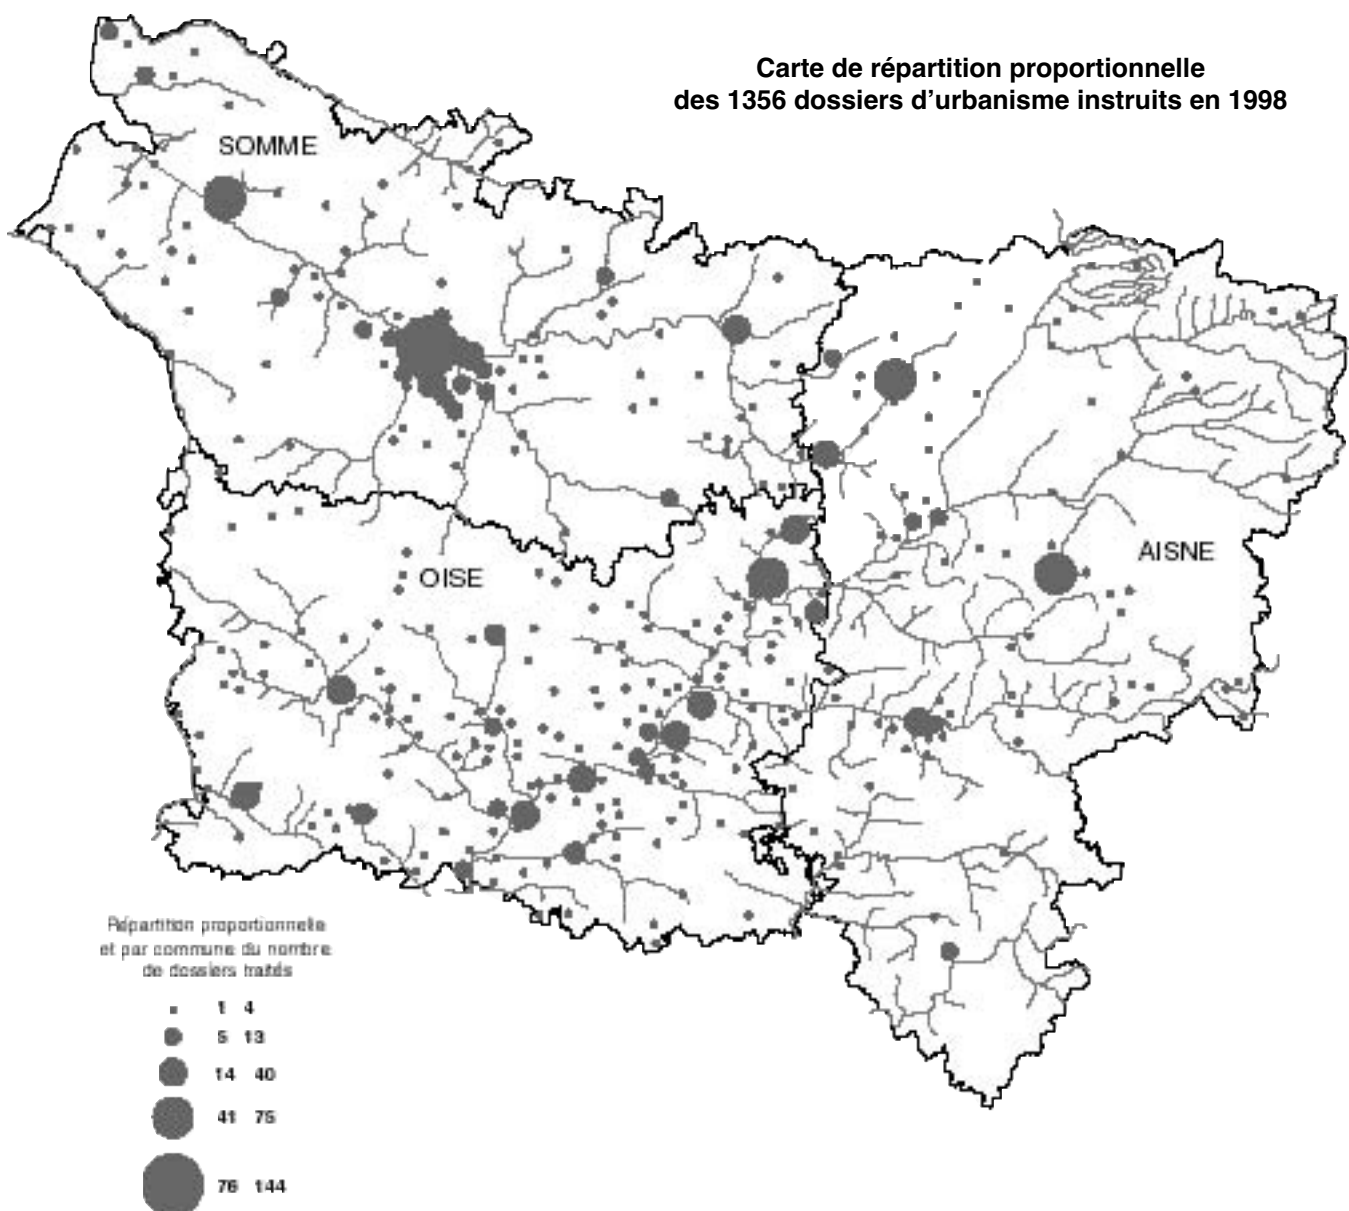 Carte de répartition proportionnelle
des 1356 dossiers d'urbanisme instruits en 1998
SOMME
OISE
AISNE
Répartition proportionnelle
et par commune du nombre
de dossiers traités
1 4
5 13
14 40
41 75
76 144